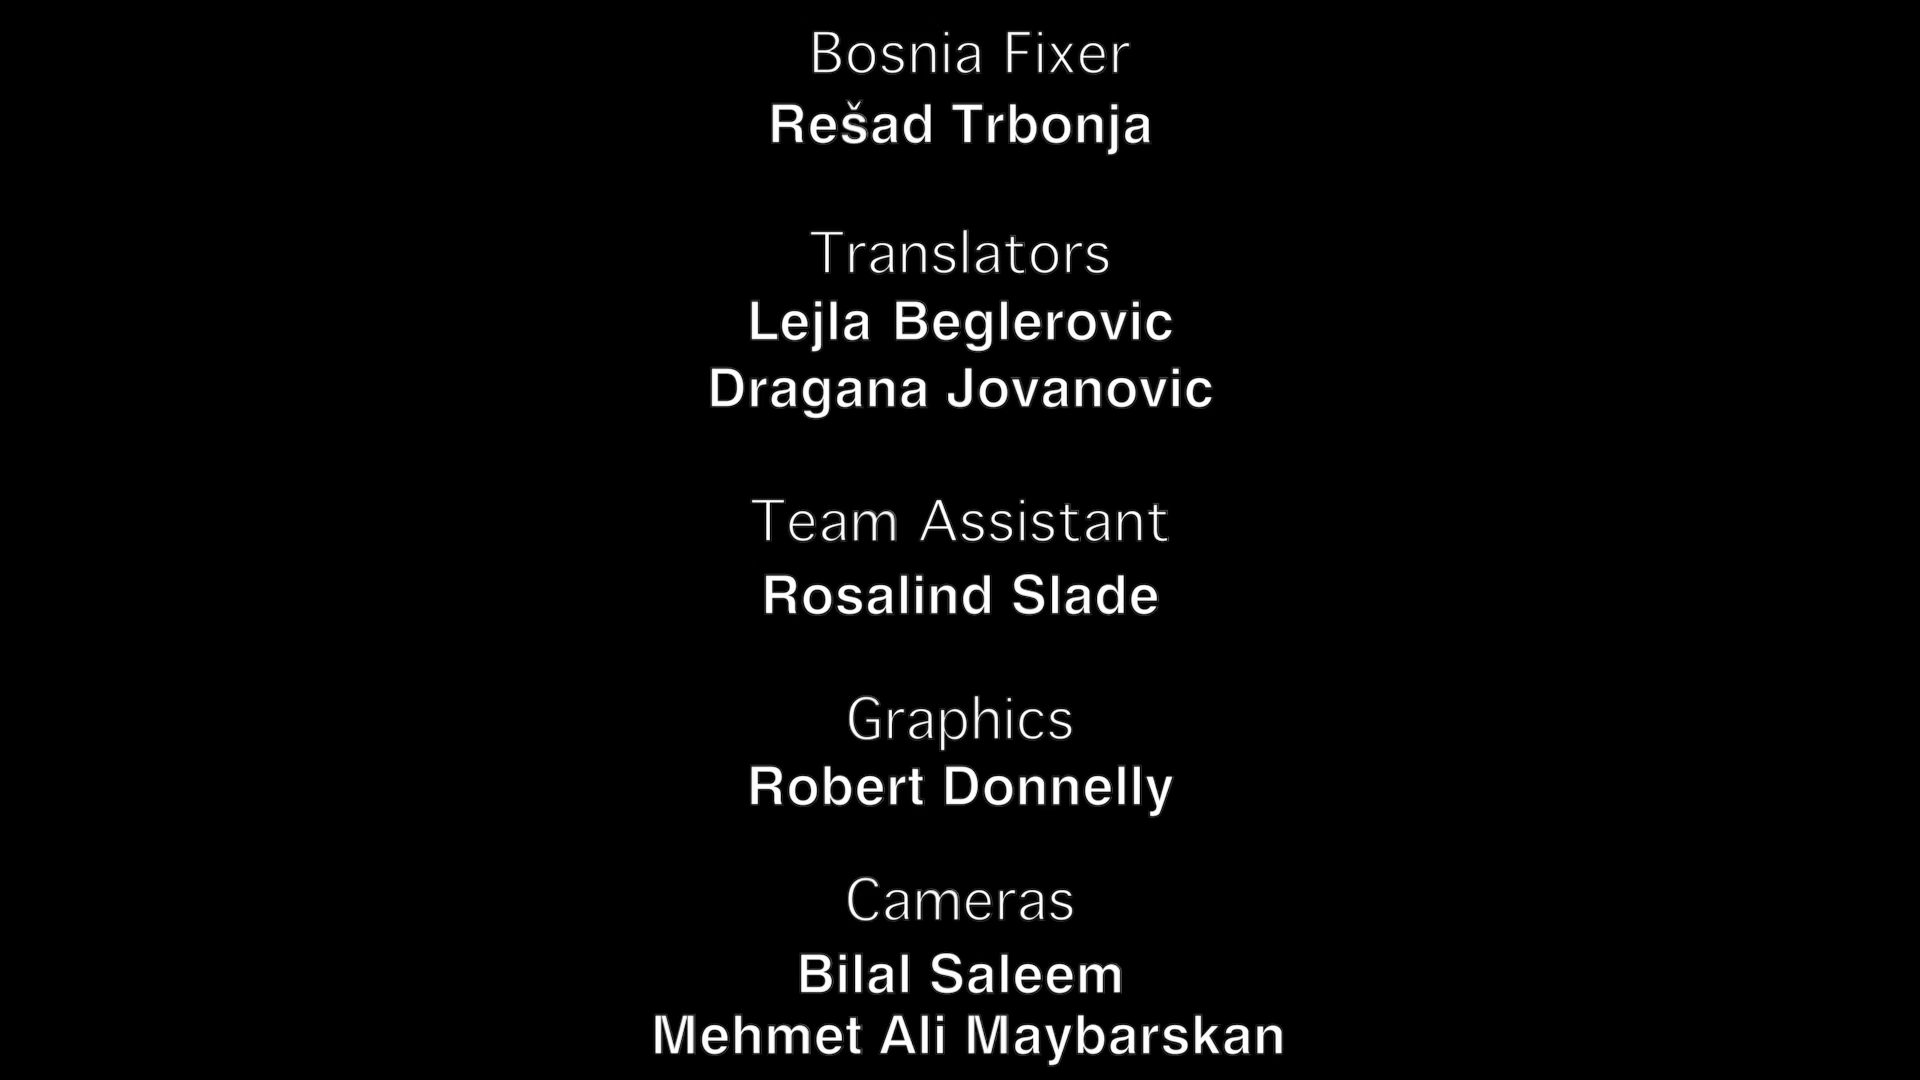 Bosnia Fixer
Rešad Trbonja
Translators
Lejla Beglerovic
Dragana Jovanovic
Team Assistant
Rosalind Slade
Graphics
Robert Donnelly
Cameras
Bilal Saleem
Mehmet Ali Maybarskan